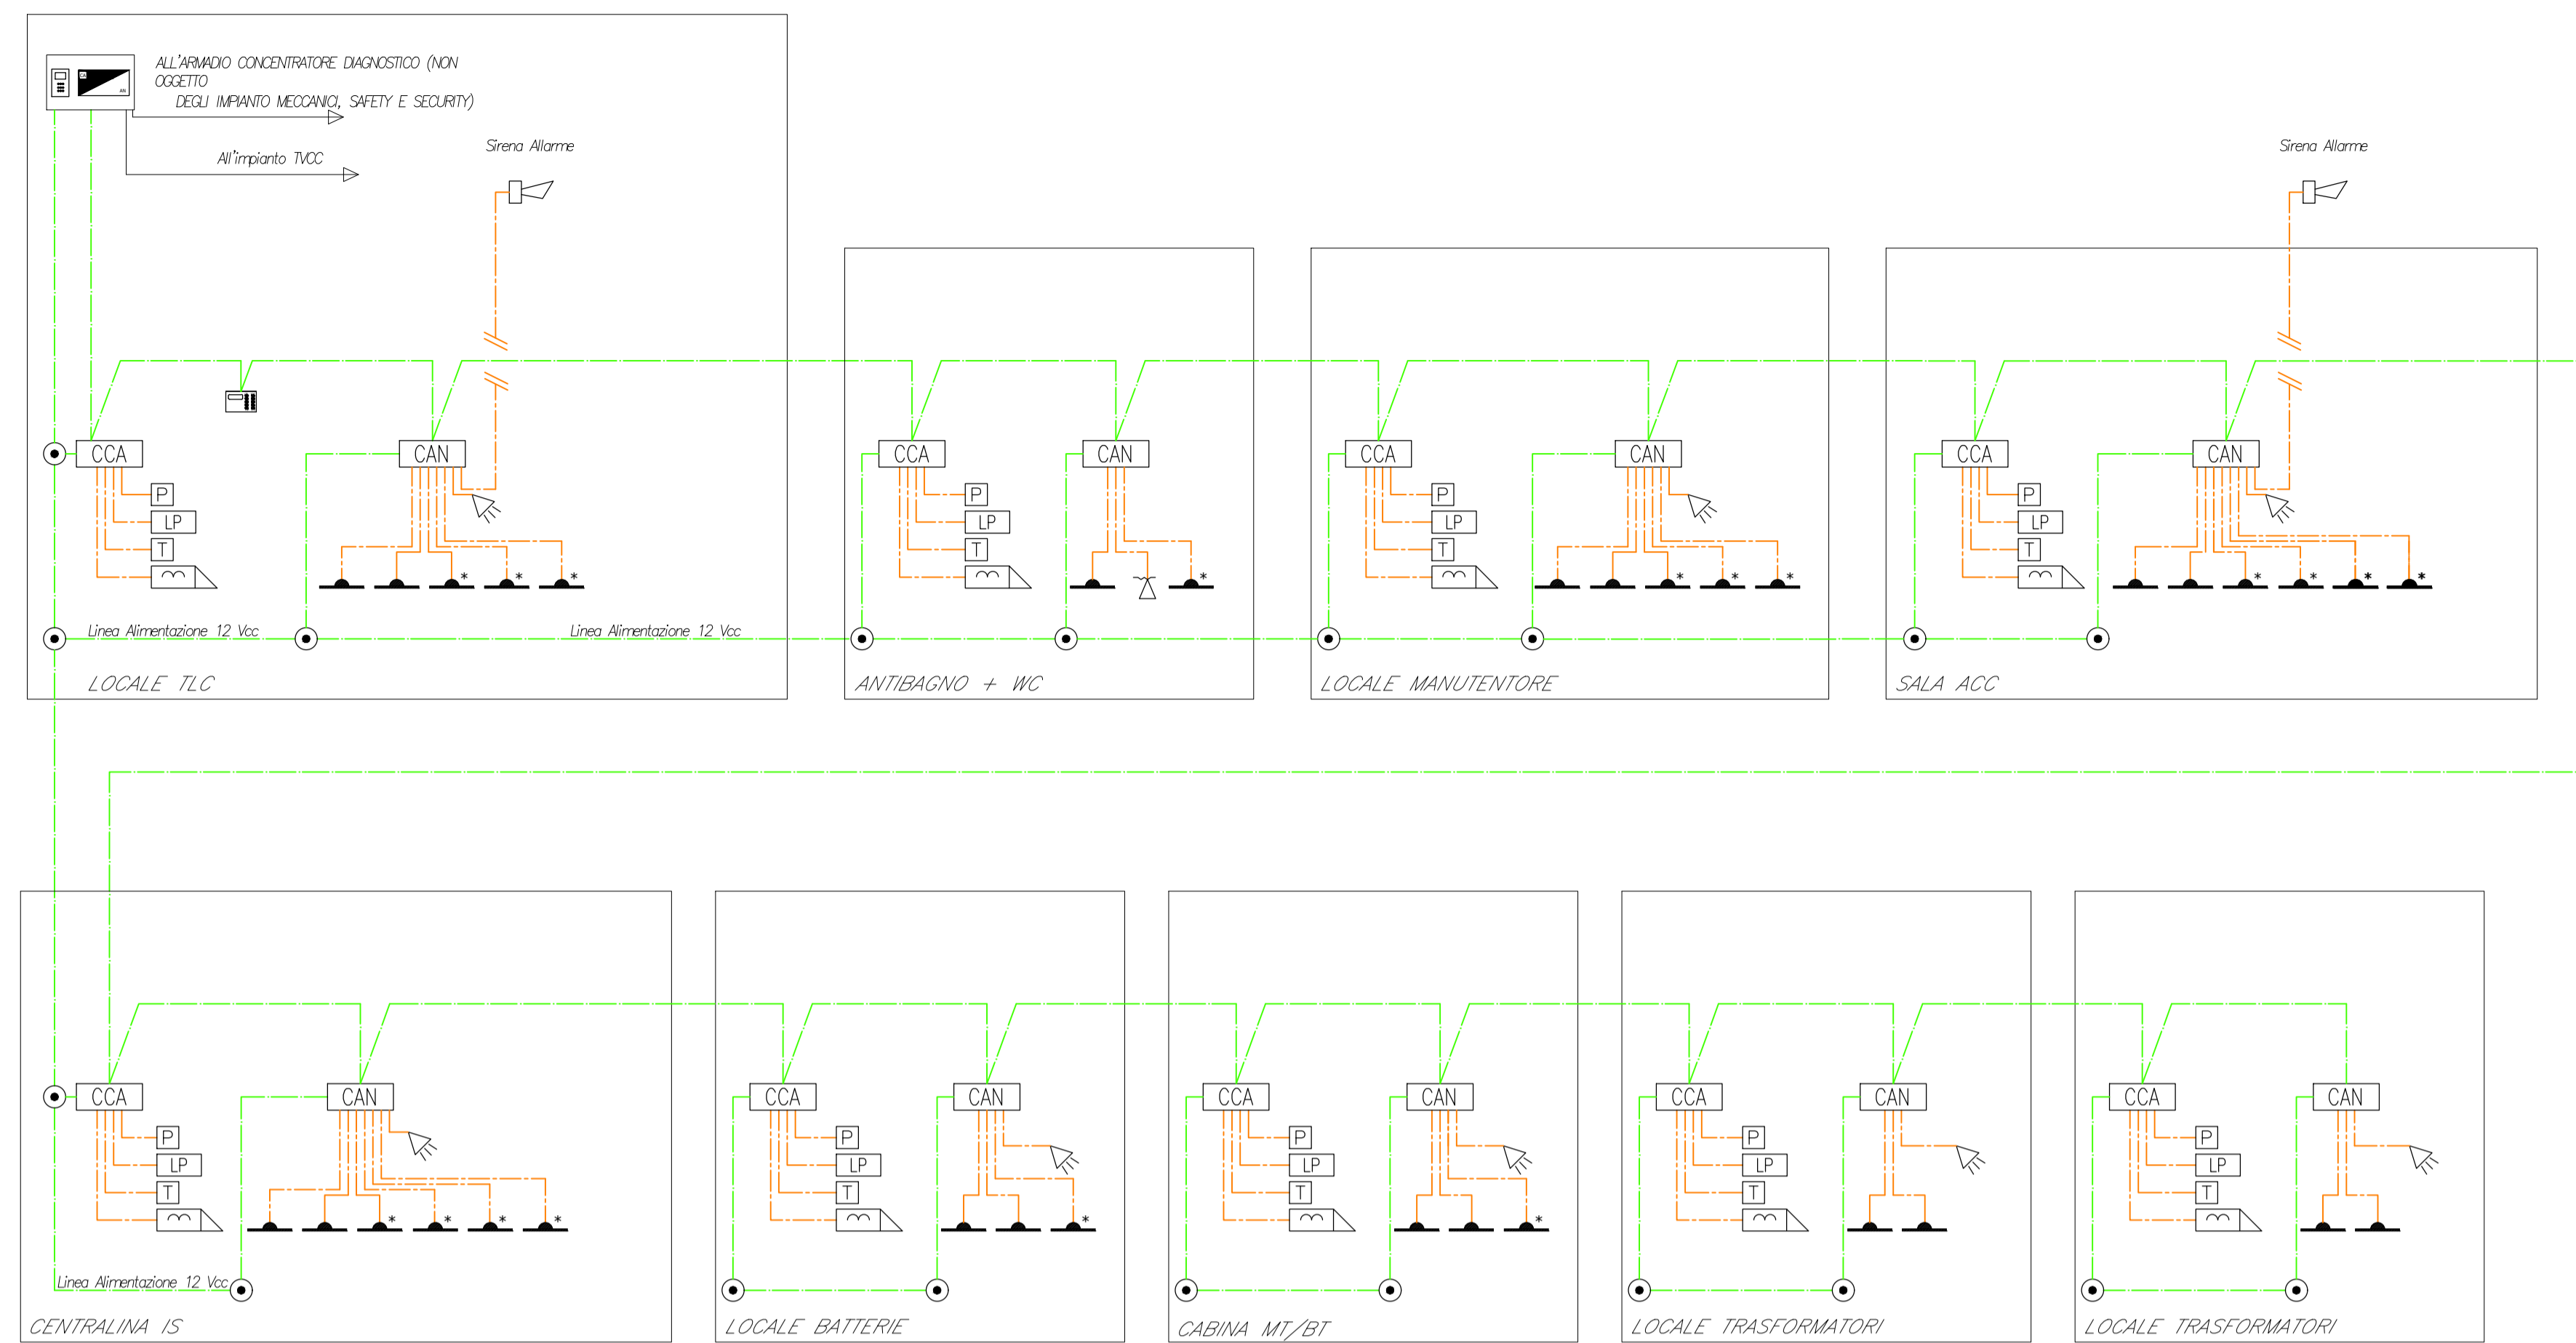 ALL'ARMADIO CONCENTRATORE DIAGNOSTICO (NON
OGGETTO
DEGLI IMPIANTO MECCANICI, SAFETY E SECURITY)
All'impianto TVCC
Sirena Allarme
Sirena Allarme
CCA
CAN
CCA
CAN
CCA
CAN
CCA
CAN
P
P
P
P
LP
LP
LP
LP
T
T
T
T
* * *
*
* * *
* * * *
Linea Alimentazione 12 Vcc
Linea Alimentazione 12 Vcc
LOCALE TLC
ANTIBAGNO + WC
LOCALE MANUTENTORE
SALA ACC
CCA
CAN
CCA
CAN
CCA
CAN
CCA
CAN
CCA
CAN
P
P
P
P
P
LP
LP
LP
LP
LP
T
T
T
T
T
* * * *
*
*
Linea Alimentazione 12 Vcc
CENTRALINA IS
LOCALE BATTERIE
CABINA MT/BT
LOCALE TRASFORMATORI
LOCALE TRASFORMATORI